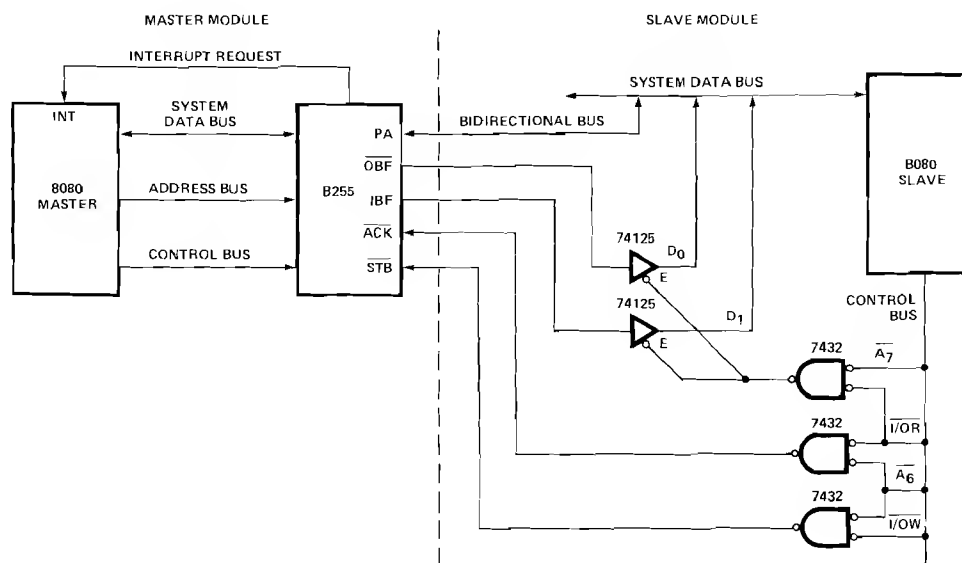 MASTER MODULE
SLAVE MODULE
INTERRUPT REQUEST
INT
SYSTEM
DATA BUS
8080
MASTER
ADDRESS BUS
CONTROL BUS
B255
PA
OBF
IBF
ACK
STB
BIDIRECTIONAL BUS
SYSTEM DATA BUS
B080
SLAVE
74125
D0
E
74125
D1
E
CONTROL
BUS
7432
A7
7432
I/OR
A6
7432
I/OW